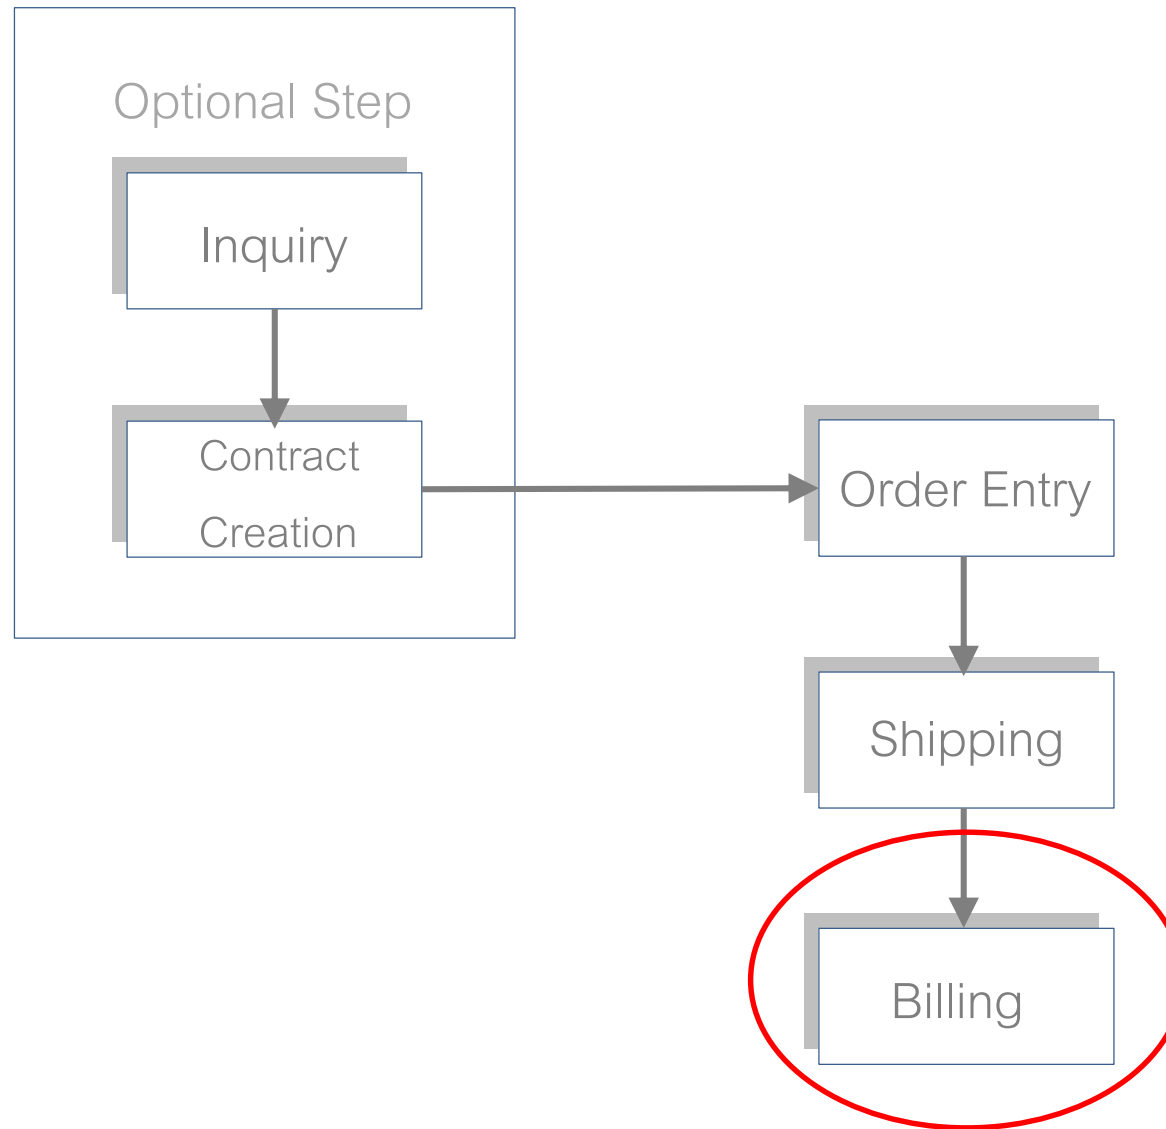 Optional Step
Inquiry
Contract
Creation
Order Entry
Shipping
Billing